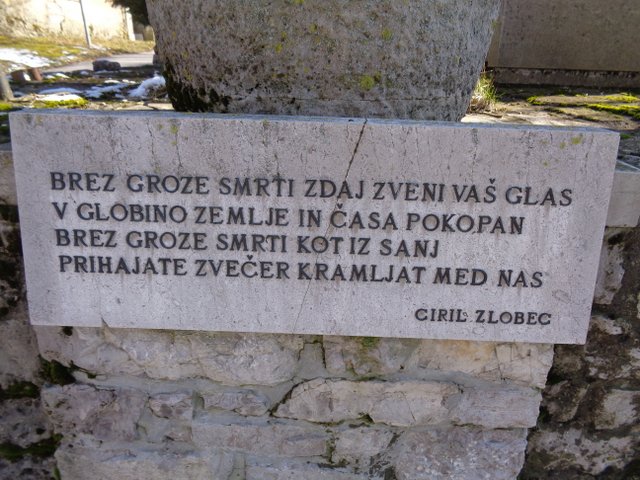 BREZ GROZE SMRTI ZDAJ ZVENI VAŠ GLAS
V GLOBINO ZEMLJE IN ČASA POKOPAN
BREZ GROZE SMRTI KOT IZ SANJ
PRIHAJATE ZVEČER KRAMLJAT MED NAS
CIRIL ZLOBEC